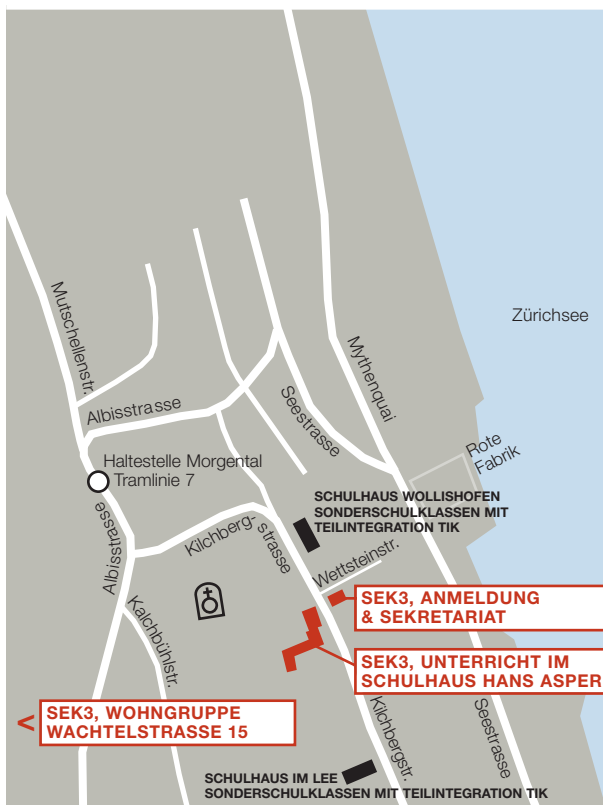 Zürichsee
Mutschellenstr.
Mythenquai
Albisstrasse
Seestrasse
Rote
Fabrik
Haltestelle Morgental
Tramlinie 7
SCHULHAUS WOLLISHOFEN
SONDERSCHULKLASSEN MIT
TEILINTEGRATION TIK
Albisstrasse
Kilchberg-
strasse
Wettsteinstr.
SEK3, ANMELDUNG
& SEKRETARIAT
Kalchbühlstr.
SEK3, UNTERRICHT IM
SCHULHAUS HANS ASPER
< SEK3, WOHNGRUPPE
WACHTELSTRASSE 15
Kilchbergstr.
Seestrasse
SCHULHAUS IM LEE
SONDERSCHULKLASSEN MIT TEILINTEGRATION TIK